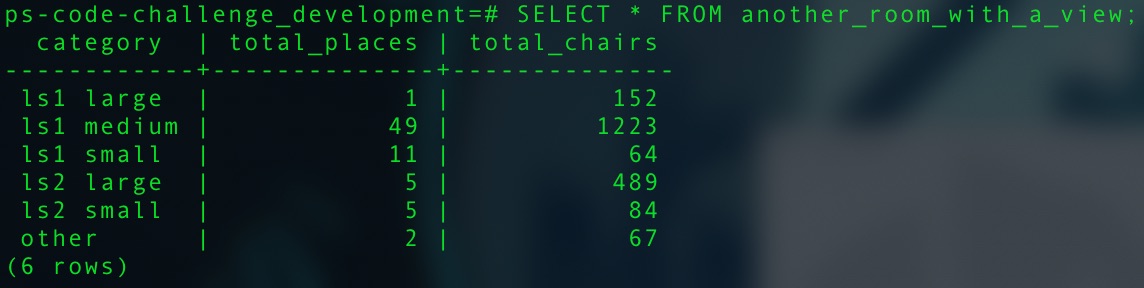 ps-code-challenge_development=# SELECT * FROM another_room_with_a_view;
  category  | total_places | total_chairs
------------+--------------+--------------
 ls1 large  |            1 |          152
 ls1 medium |           49 |         1223
 ls1 small  |           11 |           64
 ls2 large  |            5 |          489
 ls2 small  |            5 |           84
 other      |            2 |           67
(6 rows)